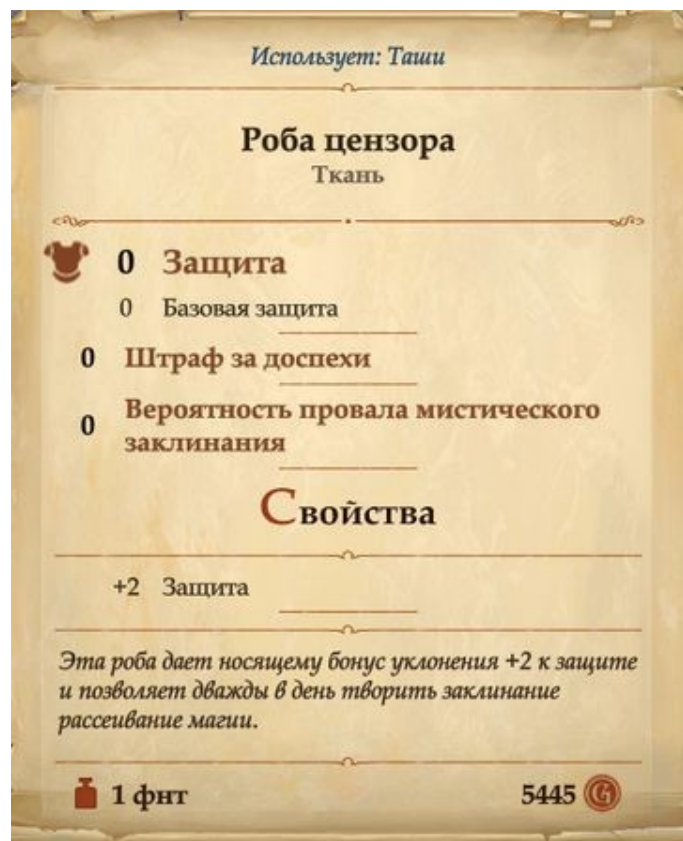 Использует: Таши
Роба цензора
Ткань
0 Защита
0 Базовая защита
0 Штраф за доспехи
0 Вероятность провала мистического
заклинания
Свойства
+2 Защита
Эта роба дает носящему бонус уклонения +2 к защите
и позволяет дважды в день творить заклинание
рассеивание магии.
1 фнт 5445 G